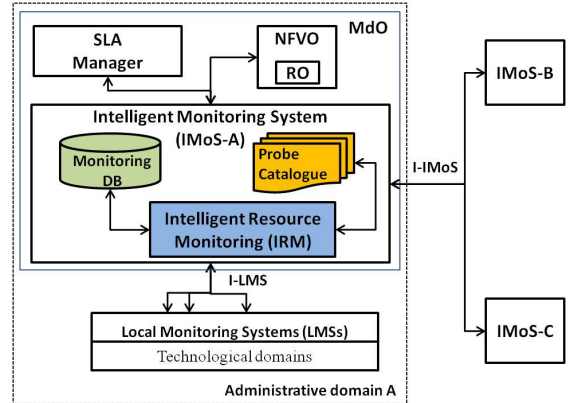 MdO
SLA
Manager
NFVO
RO
Intelligent Monitoring System
(IMoS-A)
Monitoring
DB
Probe
Catalogue
Intelligent Resource
Monitoring (IRM)
I-IMoS
IMoS-B
IMoS-C
I-LMS
Local Monitoring Systems (LMSs)
Technological domains
Administrative domain A